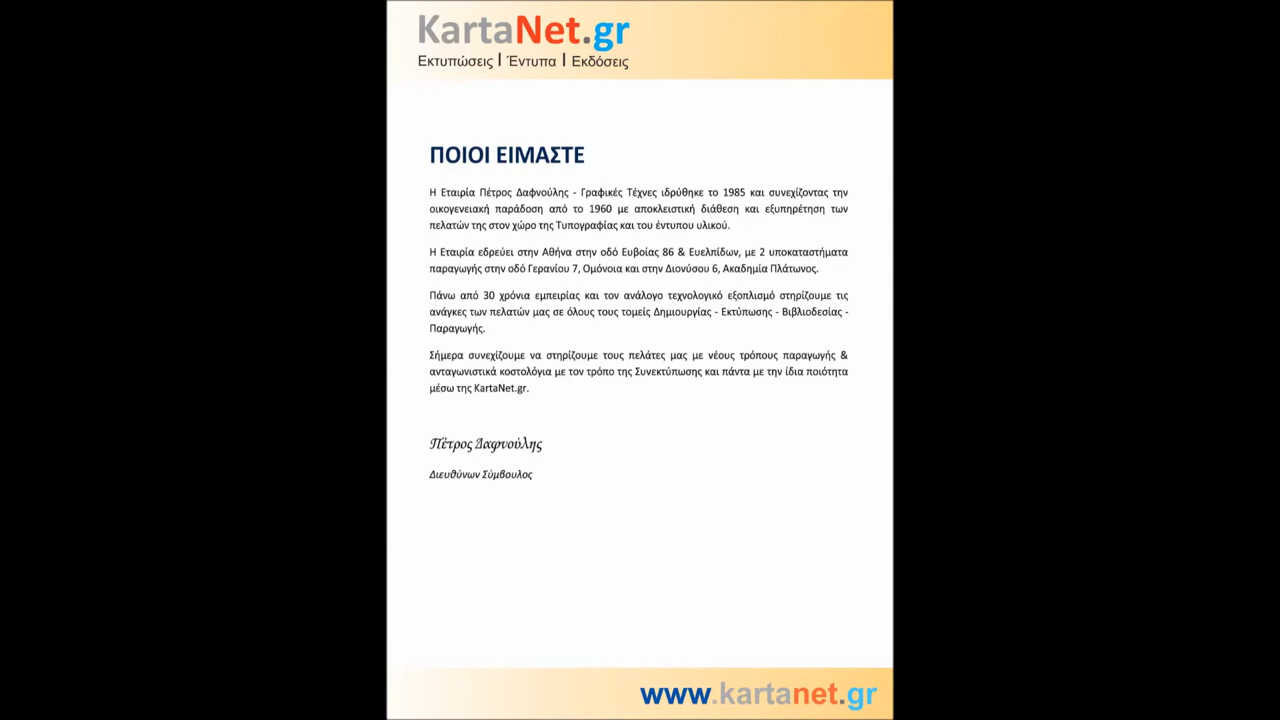 KartaNet.gr
Εκτυπώσεις | Έντυπα | Εκδόσεις
ΠΟΙΟΙ ΕΙΜΑΣΤΕ
Η Εταιρία Πέτρος Δαφνούλης - Γραφικές Τέχνες ιδρύθηκε το 1985 και συνεχίζοντας την
οικογενειακή παράδοση από το 1960 με αποκλειστική διάθεση και εξυπηρέτηση των
πελατών της στον χώρο της Τυπογραφίας και του έντυπου υλικού.
Η Εταιρία εδρεύει στην Αθήνα στην οδό Ευβοίας 86 & Ευελπίδων, με 2 υποκαταστήματα
παραγωγής στην οδό Γερανίου 7, Ομόνοια και στην Διονύσου 6, Ακαδημία Πλάτωνος.
Πάνω από 30 χρόνια εμπειρίας και τον ανάλογο τεχνολογικό εξοπλισμό στηρίζουμε τις
ανάγκες των πελατών μας σε όλους τους τομείς Δημιουργίας - Εκτύπωσης - Βιβλιοδεσίας -
Παραγωγής.
Σήμερα συνεχίζουμε να στηρίζουμε τους πελάτες μας με νέους τρόπους παραγωγής &
ανταγωνιστικά κοστολόγια με τον τρόπο της Συνεκτύπωσης και πάντα με την ίδια ποιότητα
μέσω της KartaNet.gr.
Πέτρος Δαφνούλης
Διευθύνων Σύμβουλος
www.kartanet.gr